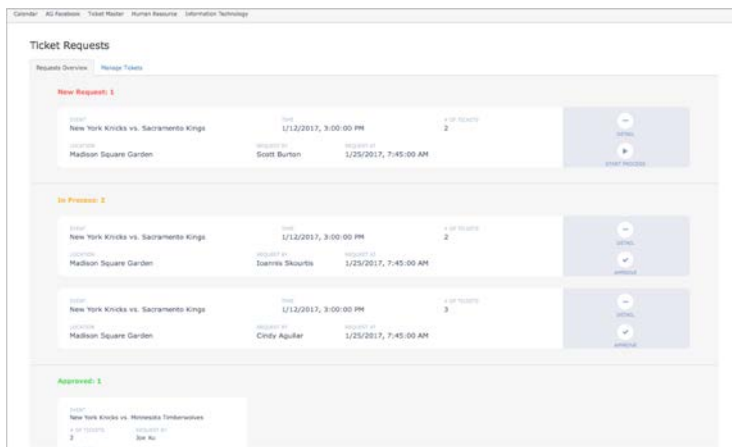 Calendar AG Facebook Ticket Master Human Resource Information Technology
Ticket Requests
Requests Overview Manage Tickets
New Request: 1
EVENT TIME # OF TICKETS
New York Knicks vs. Sacramento Kings 1/12/2017, 3:00:00 PM 2
DETAIL
LOCATION REQUEST BY REQUEST AT
Madison Square Garden Scott Burton 1/25/2017, 7:45:00 AM
START PROCESS
In Process: 2
EVENT TIME # OF TICKETS
New York Knicks vs. Sacramento Kings 1/12/2017, 3:00:00 PM 2
DETAIL
LOCATION REQUEST BY REQUEST AT
Madison Square Garden Ioannis Skourtis 1/25/2017, 7:45:00 AM
APPROVE
EVENT TIME # OF TICKETS
New York Knicks vs. Sacramento Kings 1/12/2017, 3:00:00 PM 3
DETAIL
LOCATION REQUEST BY REQUEST AT
Madison Square Garden Cindy Aguilar 1/25/2017, 7:45:00 AM
APPROVE
Approved: 1
EVENT
New York Knicks vs. Minnesota Timberwolves
# OF TICKETS REQUEST BY
2 Joe Xu